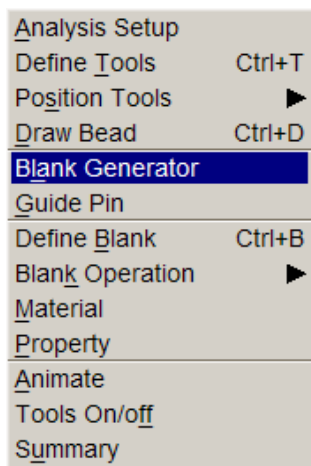 Analysis Setup
Define Tools Ctrl+T
Position Tools
Draw Bead Ctrl+D
Blank Generator
Guide Pin
Define Blank Ctrl+B
Blank Operation
Material
Property
Animate
Tools On/off
Summary